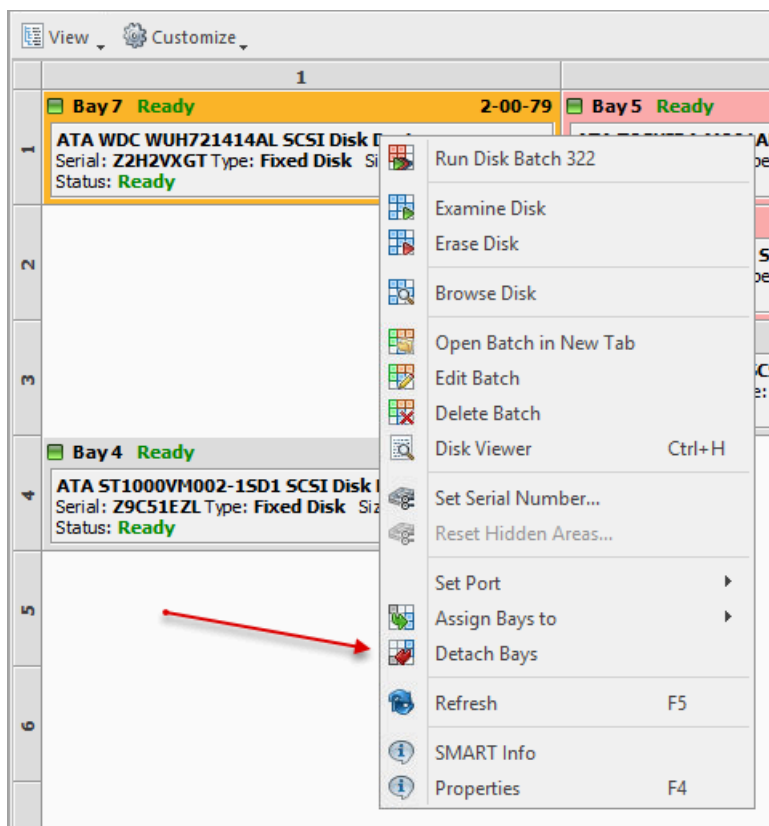 View Customize
1
1
Bay 7 Ready 2-00-79
ATA WDC WUH721414AL SCSI Disk
Serial: Z2H2VXGT Type: Fixed Disk
Status: Ready
Bay 5 Ready
Run Disk Batch 322
Examine Disk
Erase Disk
Browse Disk
Open Batch in New Tab
Edit Batch
Delete Batch
Disk Viewer Ctrl+H
Set Serial Number...
Reset Hidden Areas...
Set Port
Assign Bays to
Detach Bays
Refresh F5
SMART Info
Properties F4
2
3
4
Bay 4 Ready
ATA ST1000VM002-1SD1 SCSI Disk
Serial: Z9C51EZL Type: Fixed Disk
Status: Ready
5
6